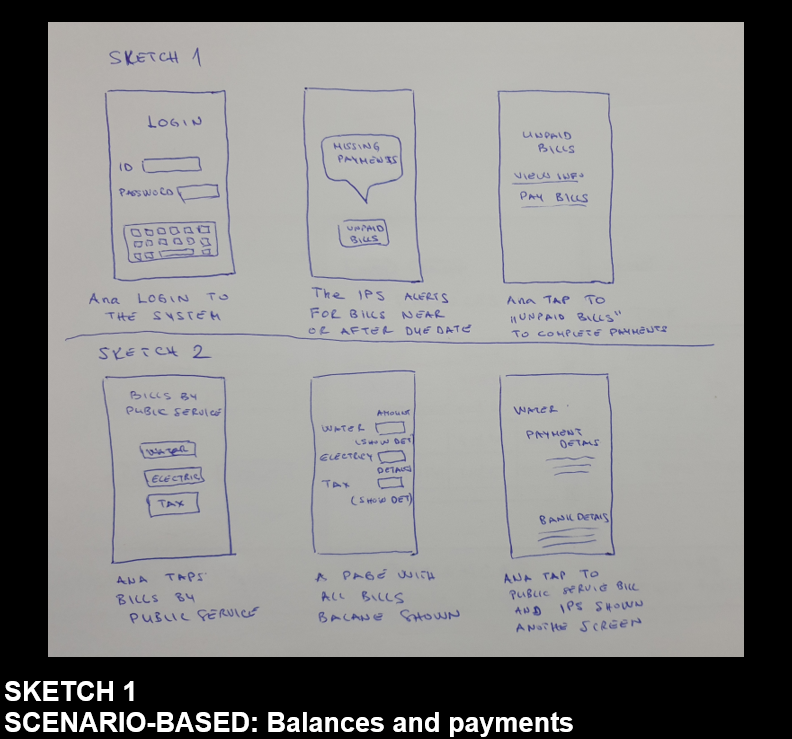 SKETCH 1
LOGIN
ID
PASSWORD
Ana LOGIN TO
THE SYSTEM
MISSING
PAYMENTS
UNPAID
BILLS
The IPS ALERTS
FOR BILLS NEAR
OR AFTER DUE DATE
UNPAID
BILLS
VIEW INFO
PAY BILLS
Ana TAP TO
„UNPAID BILLS"
TO COMPLETE PAYMENTS
SKETCH 2
BILLS BY
PUBLIC SERVICE
WATER
ELECTRIC
TAX
ANA TAPS
BILLS BY
PUBLIC SERVICE
AMOUNT
WATER
(SHOW DET)
ELECTRICY
DETAILS
TAX
(SHOW DET)
A PAGE WITH
ALL BILLS
BALANE SHOWN
WATER
PAYMENT
DETAILS
BANK DETAILS
ANA TAP TO
PUBLIC SERVICE BILL
AND IPS SHOWN
ANOTHE SCREEN
SKETCH 1
SCENARIO-BASED: Balances and payments